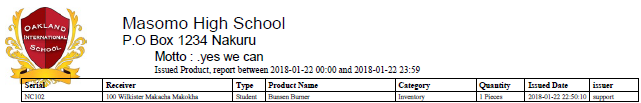 OAKLAND
INTERNATIONAL
SCHOOL
Masomo High School
P.O Box 1234 Nakuru
Motto : .yes we can
Issued Product, report between 2018-01-22 00:00 and 2018-01-22 23:59
Serial Receiver Type Product Name Category Quantity Issued Date issuer
NC102 100 Wilkister Makacha Makokha Student Bunsen Burner Inventory 1 Pieces 2018-01-22 22:50:10 support